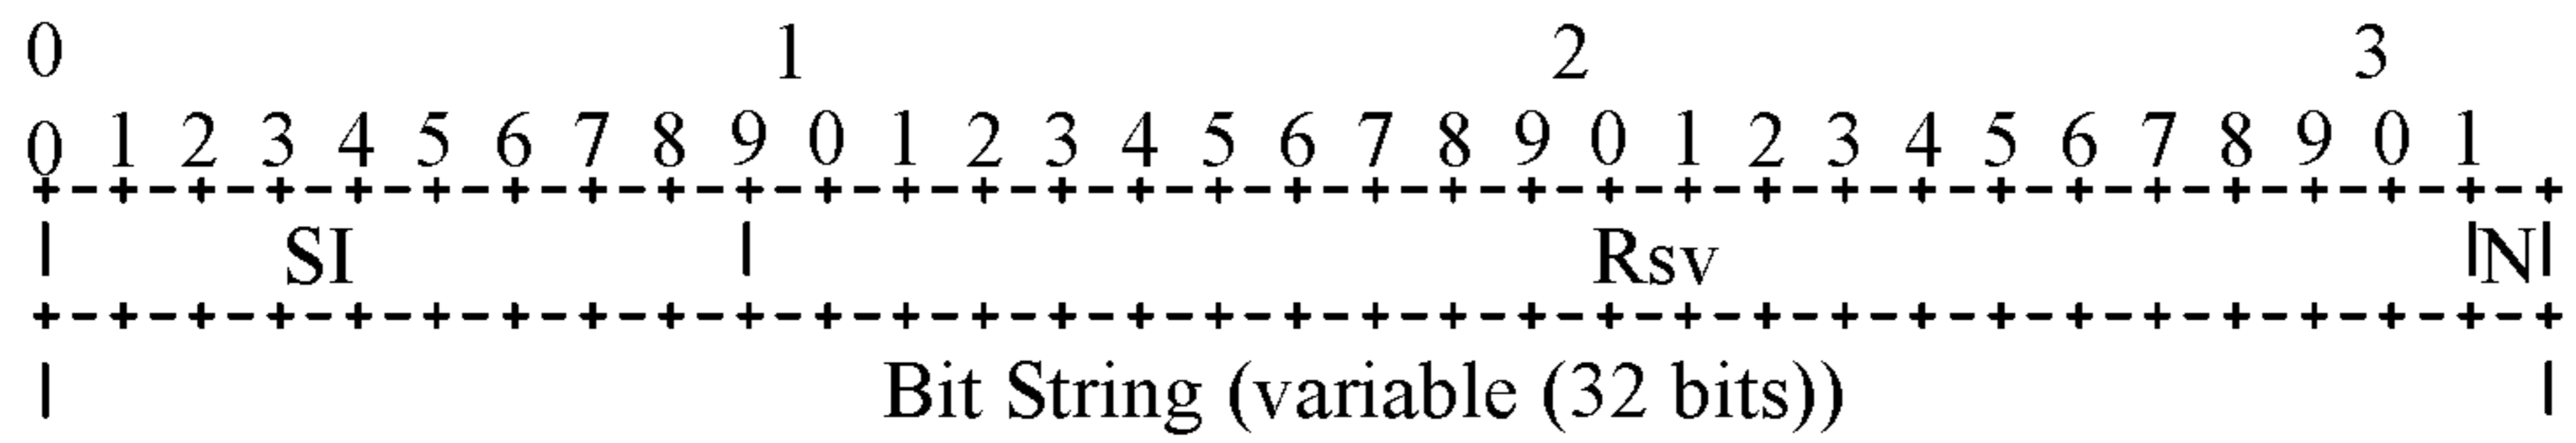 0 1 2 3
0 1 2 3 4 5 6 7 8 9 0 1 2 3 4 5 6 7 8 9 0 1 2 3 4 5 6 7 8 9 0 1
+-+-+-+-+-+-+-+-+-+-+-+-+-+-+-+-+-+-+-+-+-+-+-+-+-+-+-+-+-+-+-+-+
| SI | Rsv |N|
+-+-+-+-+-+-+-+-+-+-+-+-+-+-+-+-+-+-+-+-+-+-+-+-+-+-+-+-+-+-+-+-+
| Bit String (variable (32 bits)) |